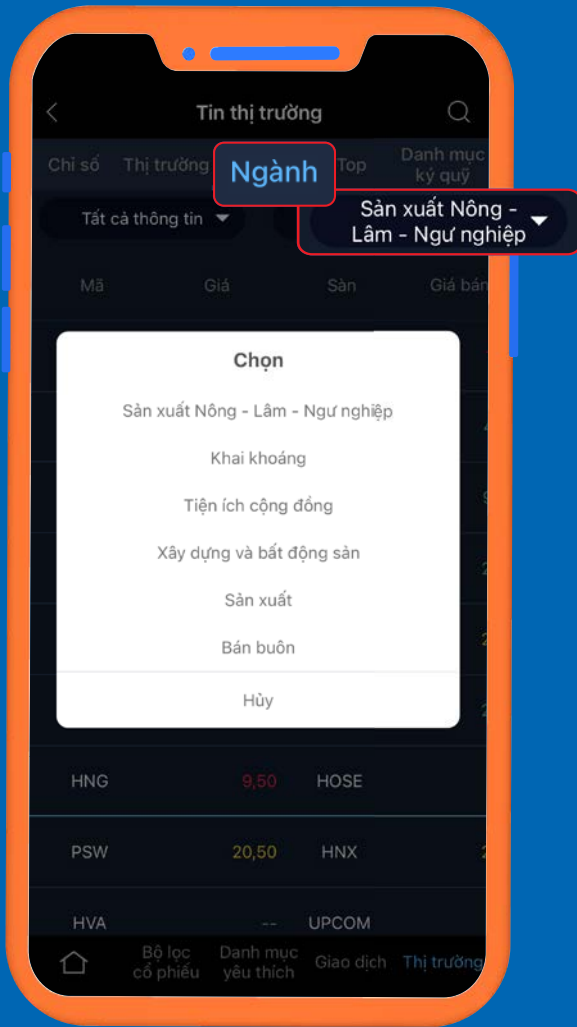 Tin thị trường
Chỉ số Thị trường Ngành Top Danh mục
ký quỹ
Tất cả thông tin
Sản xuất Nông -
Lâm - Ngư nghiệp
Mã Giá Sàn Giá bán
Chọn
Sản xuất Nông - Lâm - Ngư nghiệp
Khai khoáng
Tiện ích cộng đồng
Xây dựng và bất động sản
Sản xuất
Bán buôn
Hủy
HNG 9,50 HOSE
PSW 20,50 HNX
HVA -- UPCOM
Bộ lọc
cổ phiếu
Danh mục
yêu thích
Giao dịch
Thị trường